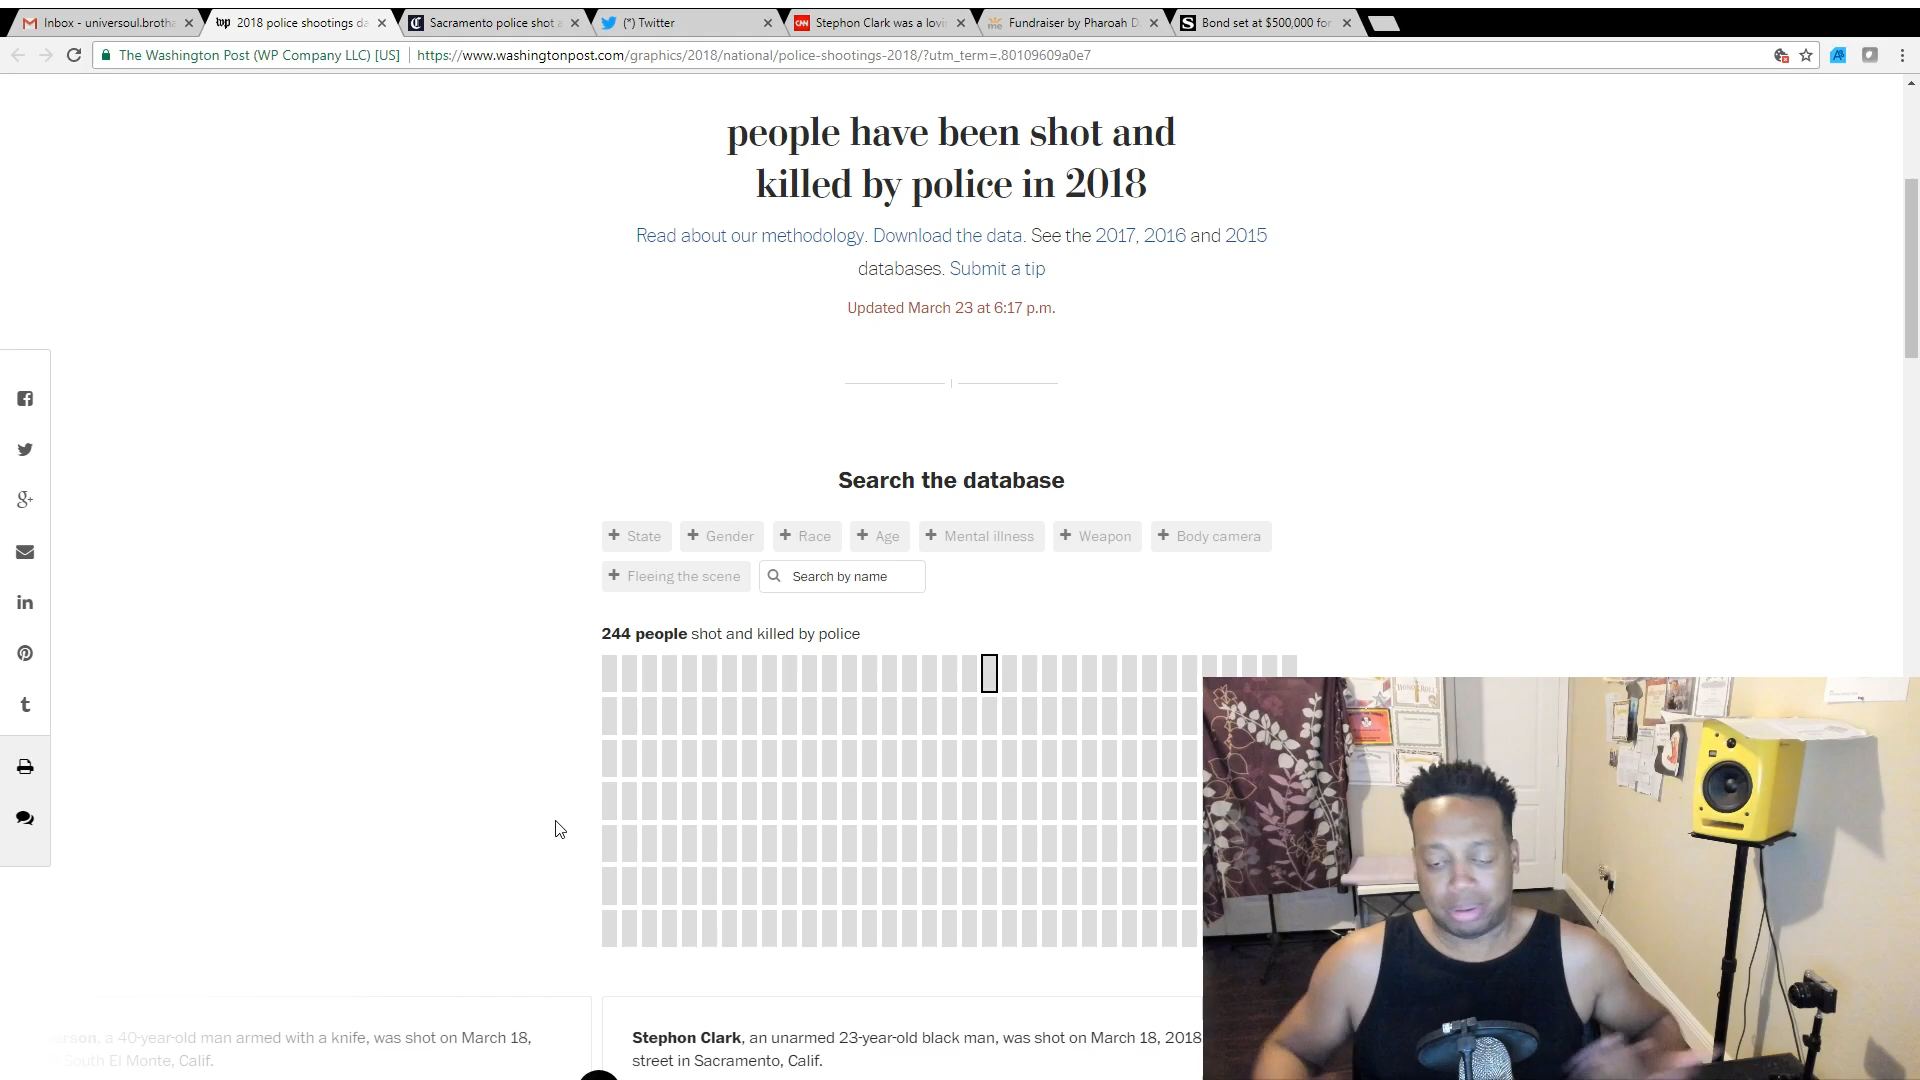 Inbox - universoul.brotha
2018 police shootings da
Sacramento police shot a
(*) Twitter
Stephon Clark was a lovi
Fundraiser by Pharoah D
Bond set at $500,000 for
The Washington Post (WP Company LLC) [US] | https://www.washingtonpost.com/graphics/2018/national/police-shootings-2018/?utm_term=.80109609a0e7
people have been shot and
killed by police in 2018
Read about our methodology. Download the data. See the 2017, 2016 and 2015
databases. Submit a tip
Updated March 23 at 6:17 p.m.
Search the database
+ State + Gender + Race + Age + Mental illness + Weapon + Body camera
+ Fleeing the scene Search by name
244 people shot and killed by police
erson, a 40-year-old man armed with a knife, was shot on March 18,
South El Monte, Calif.
Stephon Clark, an unarmed 23-year-old black man, was shot on March 18, 2018
street in Sacramento, Calif.